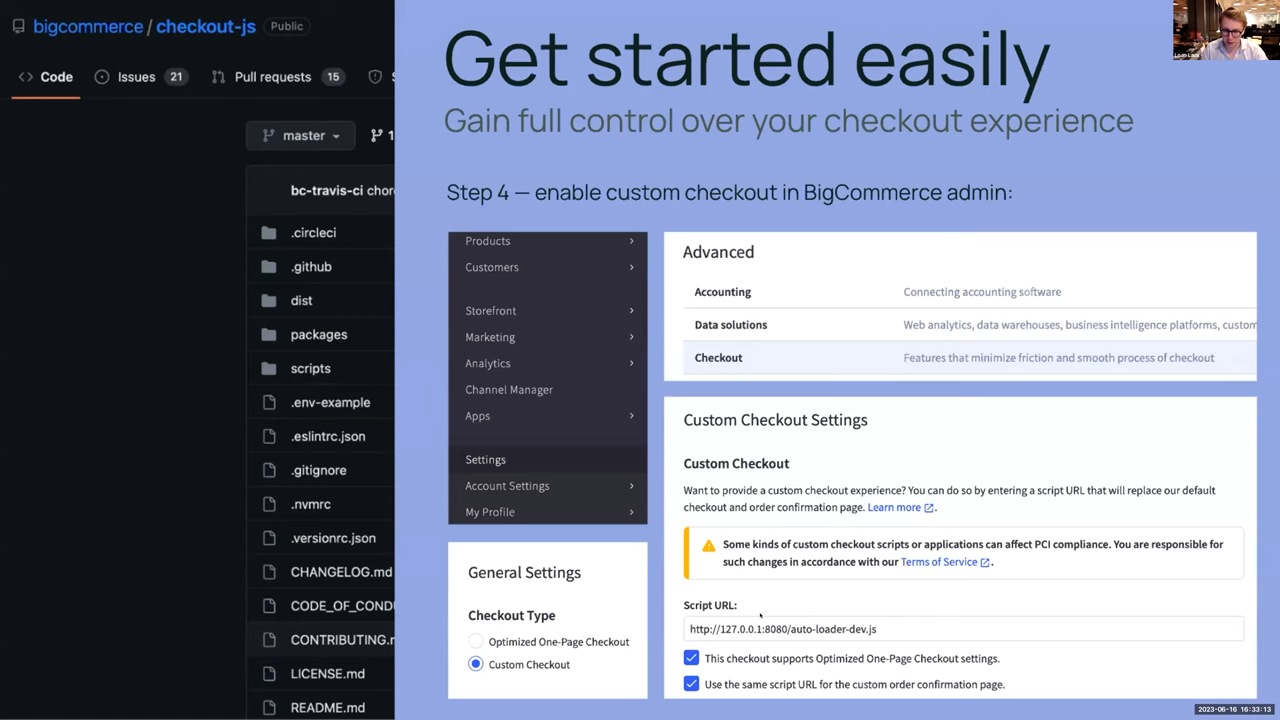 bigcommerce / checkout-js Public
Code Issues 21 Pull requests 15
master
bc-travis-ci
.circleci
.github
dist
packages
scripts
.env-example
.eslintrc.json
.gitignore
.nvmrc
.versionrc.json
CHANGELOG.md
CODE_OF_COND
CONTRIBUTING.m
LICENSE.md
README.md
Get started easily
Gain full control over your checkout experience
Step 4 — enable custom checkout in BigCommerce admin:
Products
Customers
Storefront
Marketing
Analytics
Channel Manager
Apps
Settings
Account Settings
My Profile
General Settings
Checkout Type
Optimized One-Page Checkout
Custom Checkout
Advanced
Accounting Connecting accounting software
Data solutions Web analytics, data warehouses, business intelligence platforms, custom
Checkout Features that minimize friction and smooth process of checkout
Custom Checkout Settings
Custom Checkout
Want to provide a custom checkout experience? You can do so by entering a script URL that will replace our default
checkout and order confirmation page. Learn more.
Some kinds of custom checkout scripts or applications can affect PCI compliance. You are responsible for
such changes in accordance with our Terms of Service.
Script URL:
http://127.0.0.1:8080/auto-loader-dev.js
This checkout supports Optimized One-Page Checkout settings.
Use the same script URL for the custom order confirmation page.
2023-06-16 16:33:13